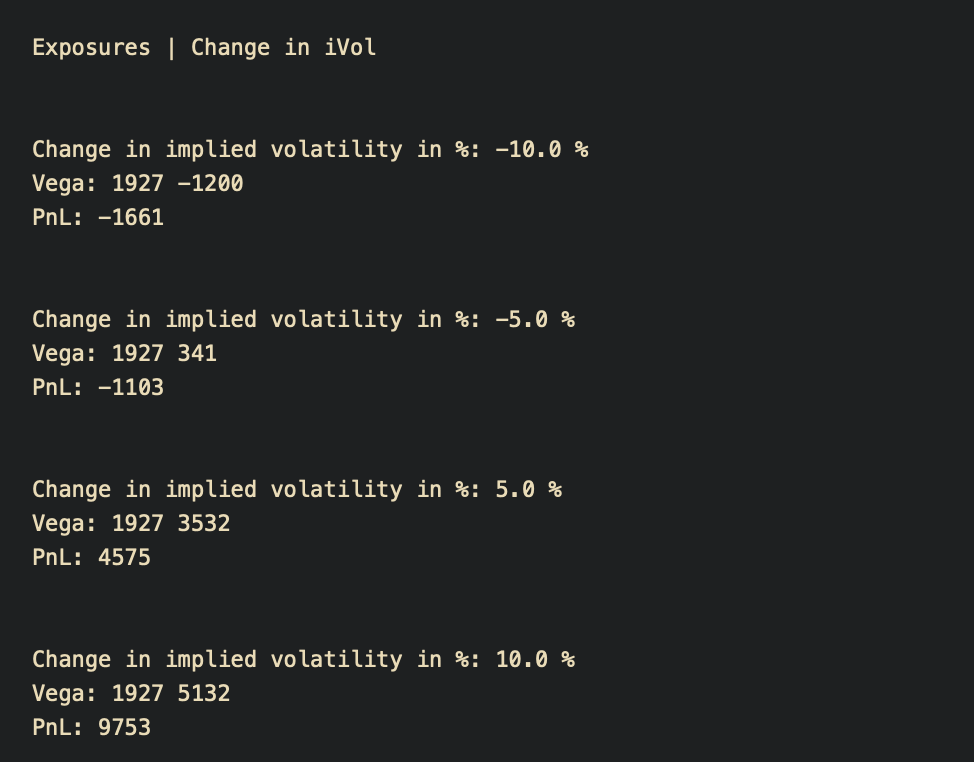 Exposures | Change in iVol
Change in implied volatility in %: -10.0 %
Vega: 1927 -1200
PnL: -1661
Change in implied volatility in %: -5.0 %
Vega: 1927 341
PnL: -1103
Change in implied volatility in %: 5.0 %
Vega: 1927 3532
PnL: 4575
Change in implied volatility in %: 10.0 %
Vega: 1927 5132
PnL: 9753